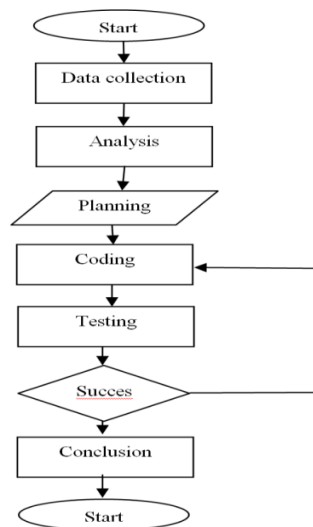 Start
Data collection
Analysis
Planning
Coding
Testing
Succes
Conclusion
Start